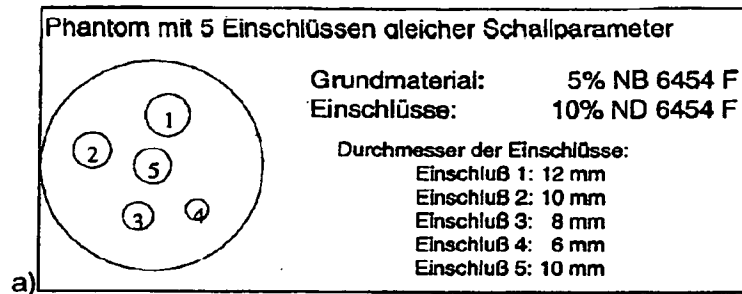 Phantom mit 5 Einschlüssen gleicher Schallparameter
Grundmaterial: 5% NB 6454 F
Einschlüsse: 10% ND 6454 F
Durchmesser der Einschlüsse:
Einschluß 1: 12 mm
Einschluß 2: 10 mm
Einschluß 3: 8 mm
Einschluß 4: 6 mm
Einschluß 5: 10 mm
1
2
5
3
4
a)